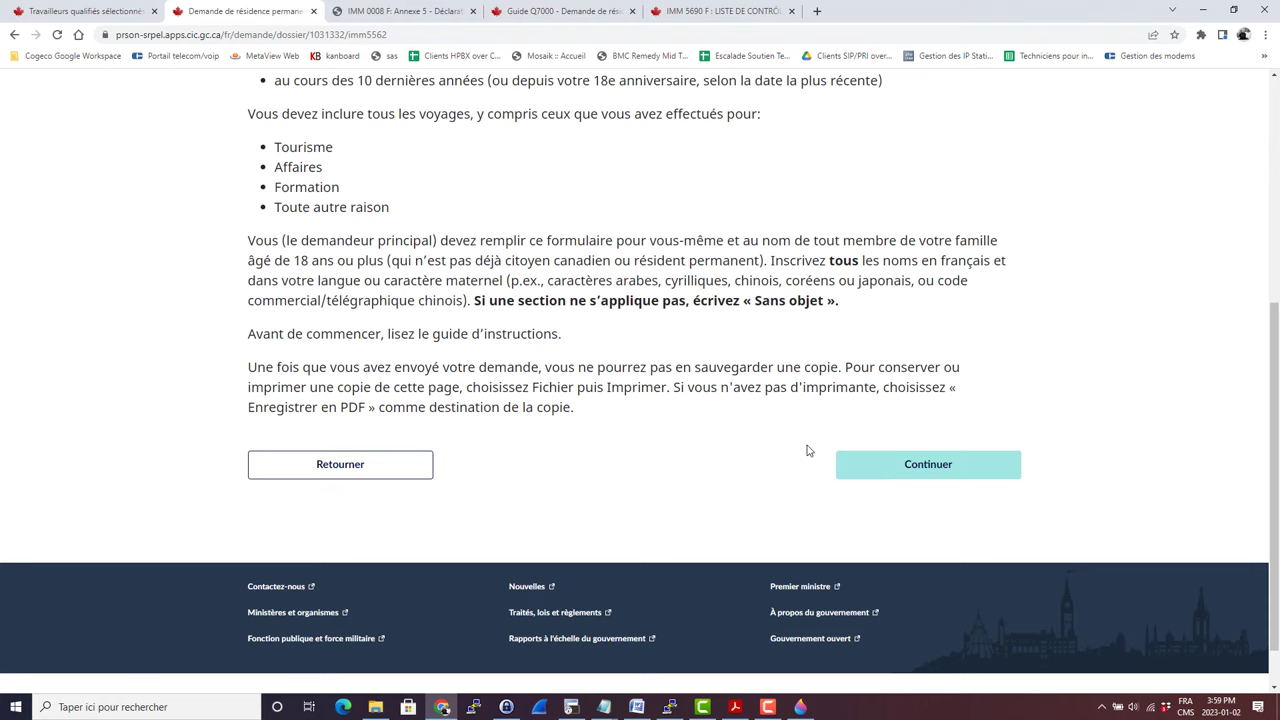 Travailleurs qualifiés sélectionnés
Demande de résidence permane
IMM 0008 F: Annexe 5 - Déclarat
Guide Q7000 - Demande de rési
IMM 5690 F : LISTE DE CONTRÔL
prson-srpel.apps.cic.gc.ca/fr/demande/dossier/1031332/imm5562
Cogeco Google Workspace
Portail telecom/voip
MetaView Web
KB kanboard
sas
Clients HPBX over C...
Mosaik :: Accueil
BMC Remedy Mid T...
Escalade Soutien Te...
Clients SIP/PRI over...
Gestion des IP Stati...
Techniciens pour in...
Gestion des modems
»
• au cours des 10 dernières années (ou depuis votre 18e anniversaire, selon la date la plus récente)
Vous devez inclure tous les voyages, y compris ceux que vous avez effectués pour:
• Tourisme
• Affaires
• Formation
• Toute autre raison
Vous (le demandeur principal) devez remplir ce formulaire pour vous-même et au nom de tout membre de votre famille
âgé de 18 ans ou plus (qui n’est pas déjà citoyen canadien ou résident permanent). Inscrivez tous les noms en français et
dans votre langue ou caractère maternel (p.ex., caractères arabes, cyrilliques, chinois, coréens ou japonais, ou code
commercial/télégraphique chinois). Si une section ne s’applique pas, écrivez « Sans objet ».
Avant de commencer, lisez le guide d’instructions.
Une fois que vous avez envoyé votre demande, vous ne pourrez pas en sauvegarder une copie. Pour conserver ou
imprimer une copie de cette page, choisissez Fichier puis Imprimer. Si vous n'avez pas d'imprimante, choisissez «
Enregistrer en PDF » comme destination de la copie.
Retourner
Continuer
Contactez-nous
Nouvelles
Premier ministre
Ministères et organismes
Traités, lois et règlements
À propos du gouvernement
Fonction publique et force militaire
Rapports à l'échelle du gouvernement
Gouvernement ouvert
Taper ici pour rechercher
FRA
CMS
3:59 PM
2023-01-02